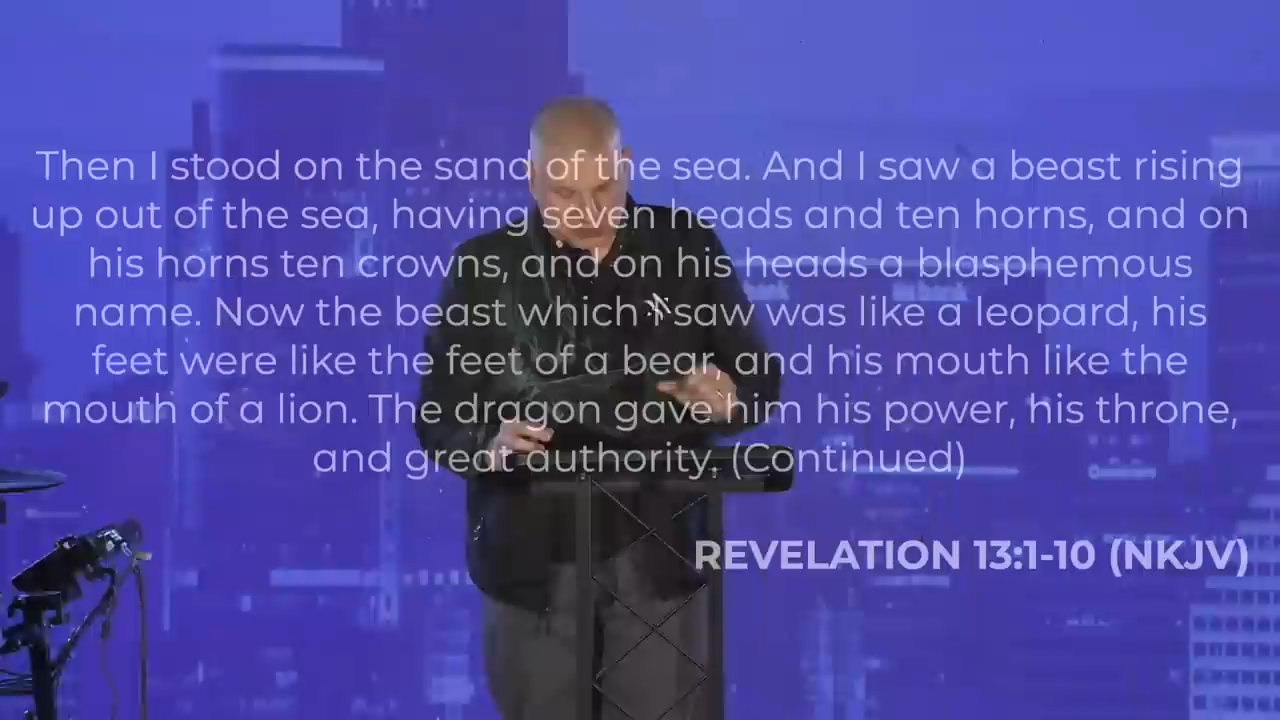 Then I stood on the sand of the sea. And I saw a beast rising
up out of the sea, having seven heads and ten horns, and on
his horns ten crowns, and on his heads a blasphemous
name. Now the beast which I saw was like a leopard, his
feet were like the feet of a bear, and his mouth like the
mouth of a lion. The dragon gave him his power, his throne,
and great authority. (Continued)
REVELATION 13:1-10 (NKJV)